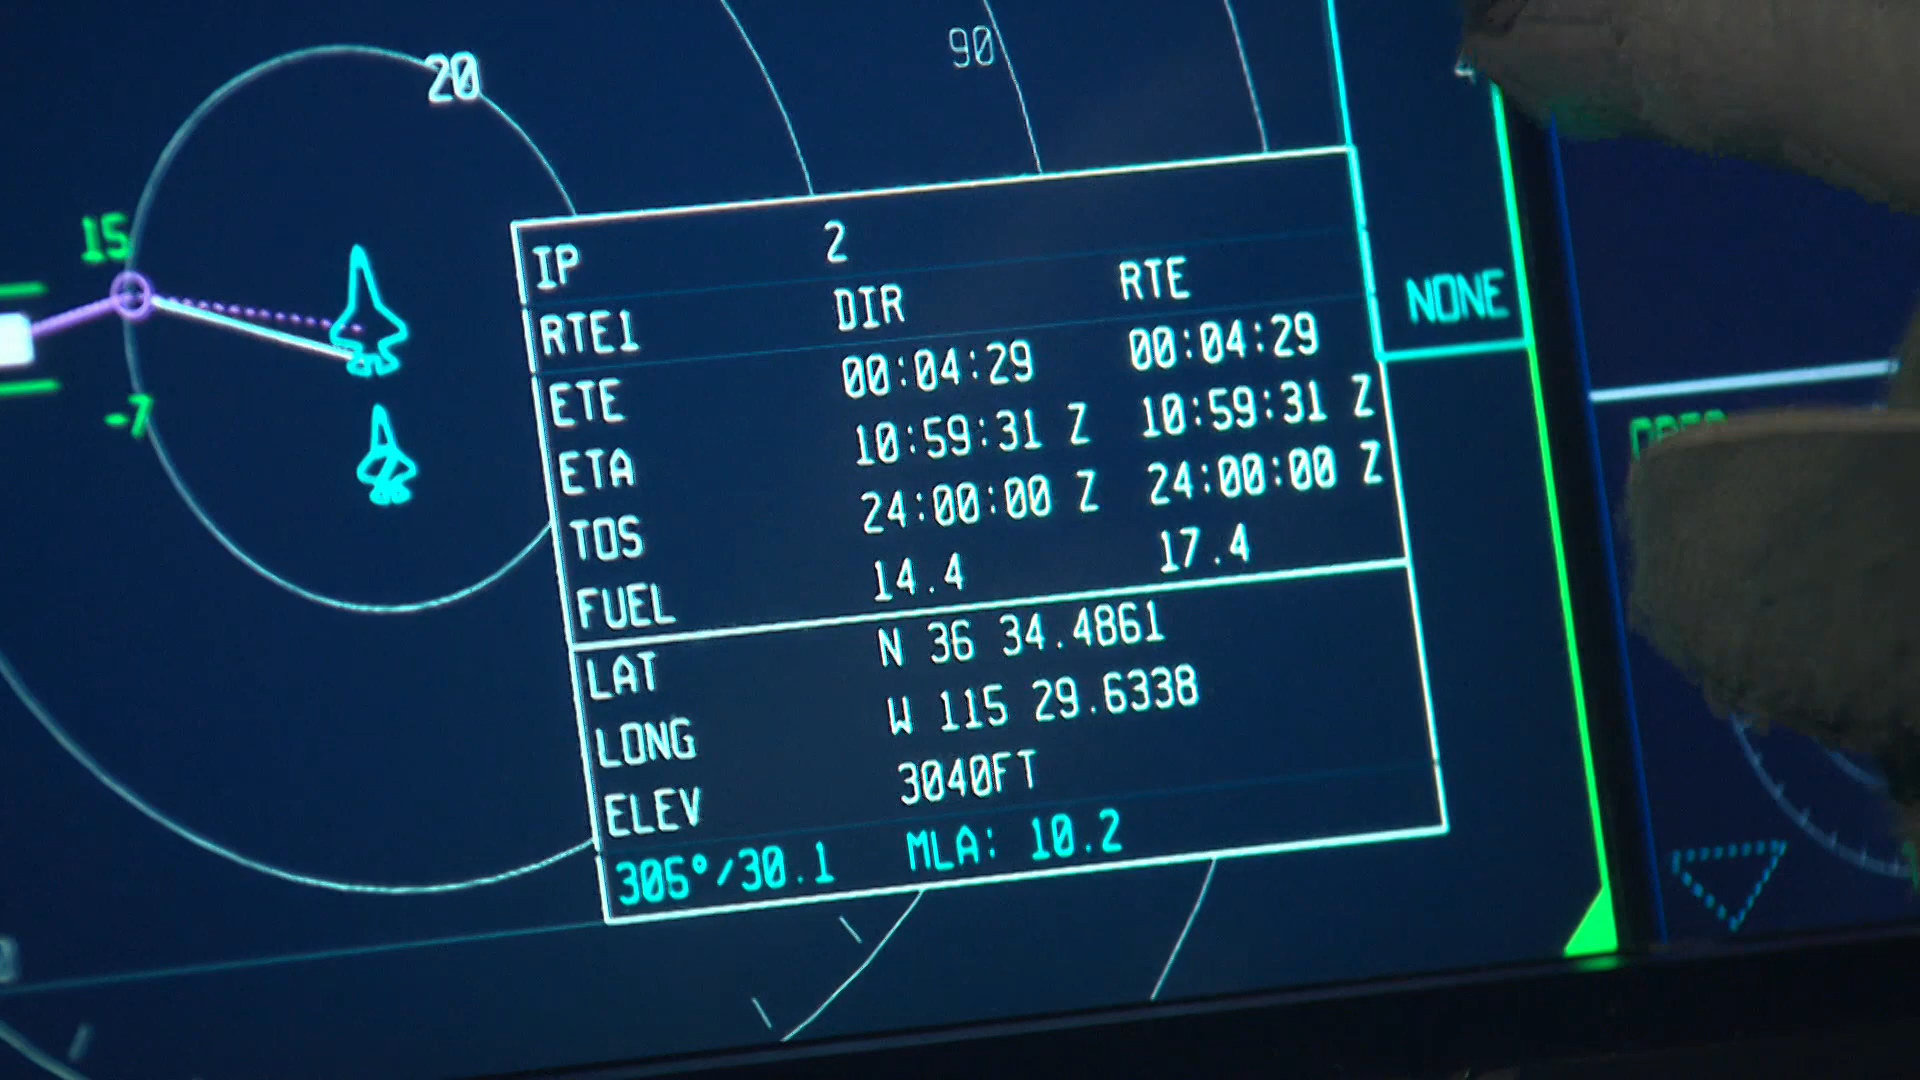 20
90
15
-7
IP 2
RTE1 DIR RTE
ETE 00:04:29 00:04:29
ETA 10:59:31 Z 10:59:31 Z
TOS 24:00:00 Z 24:00:00 Z
FUEL 14.4 17.4
LAT N 36 34.4861
LONG W 115 29.6338
ELEV 3040FT
305°/30.1 MLA: 10.2
NONE